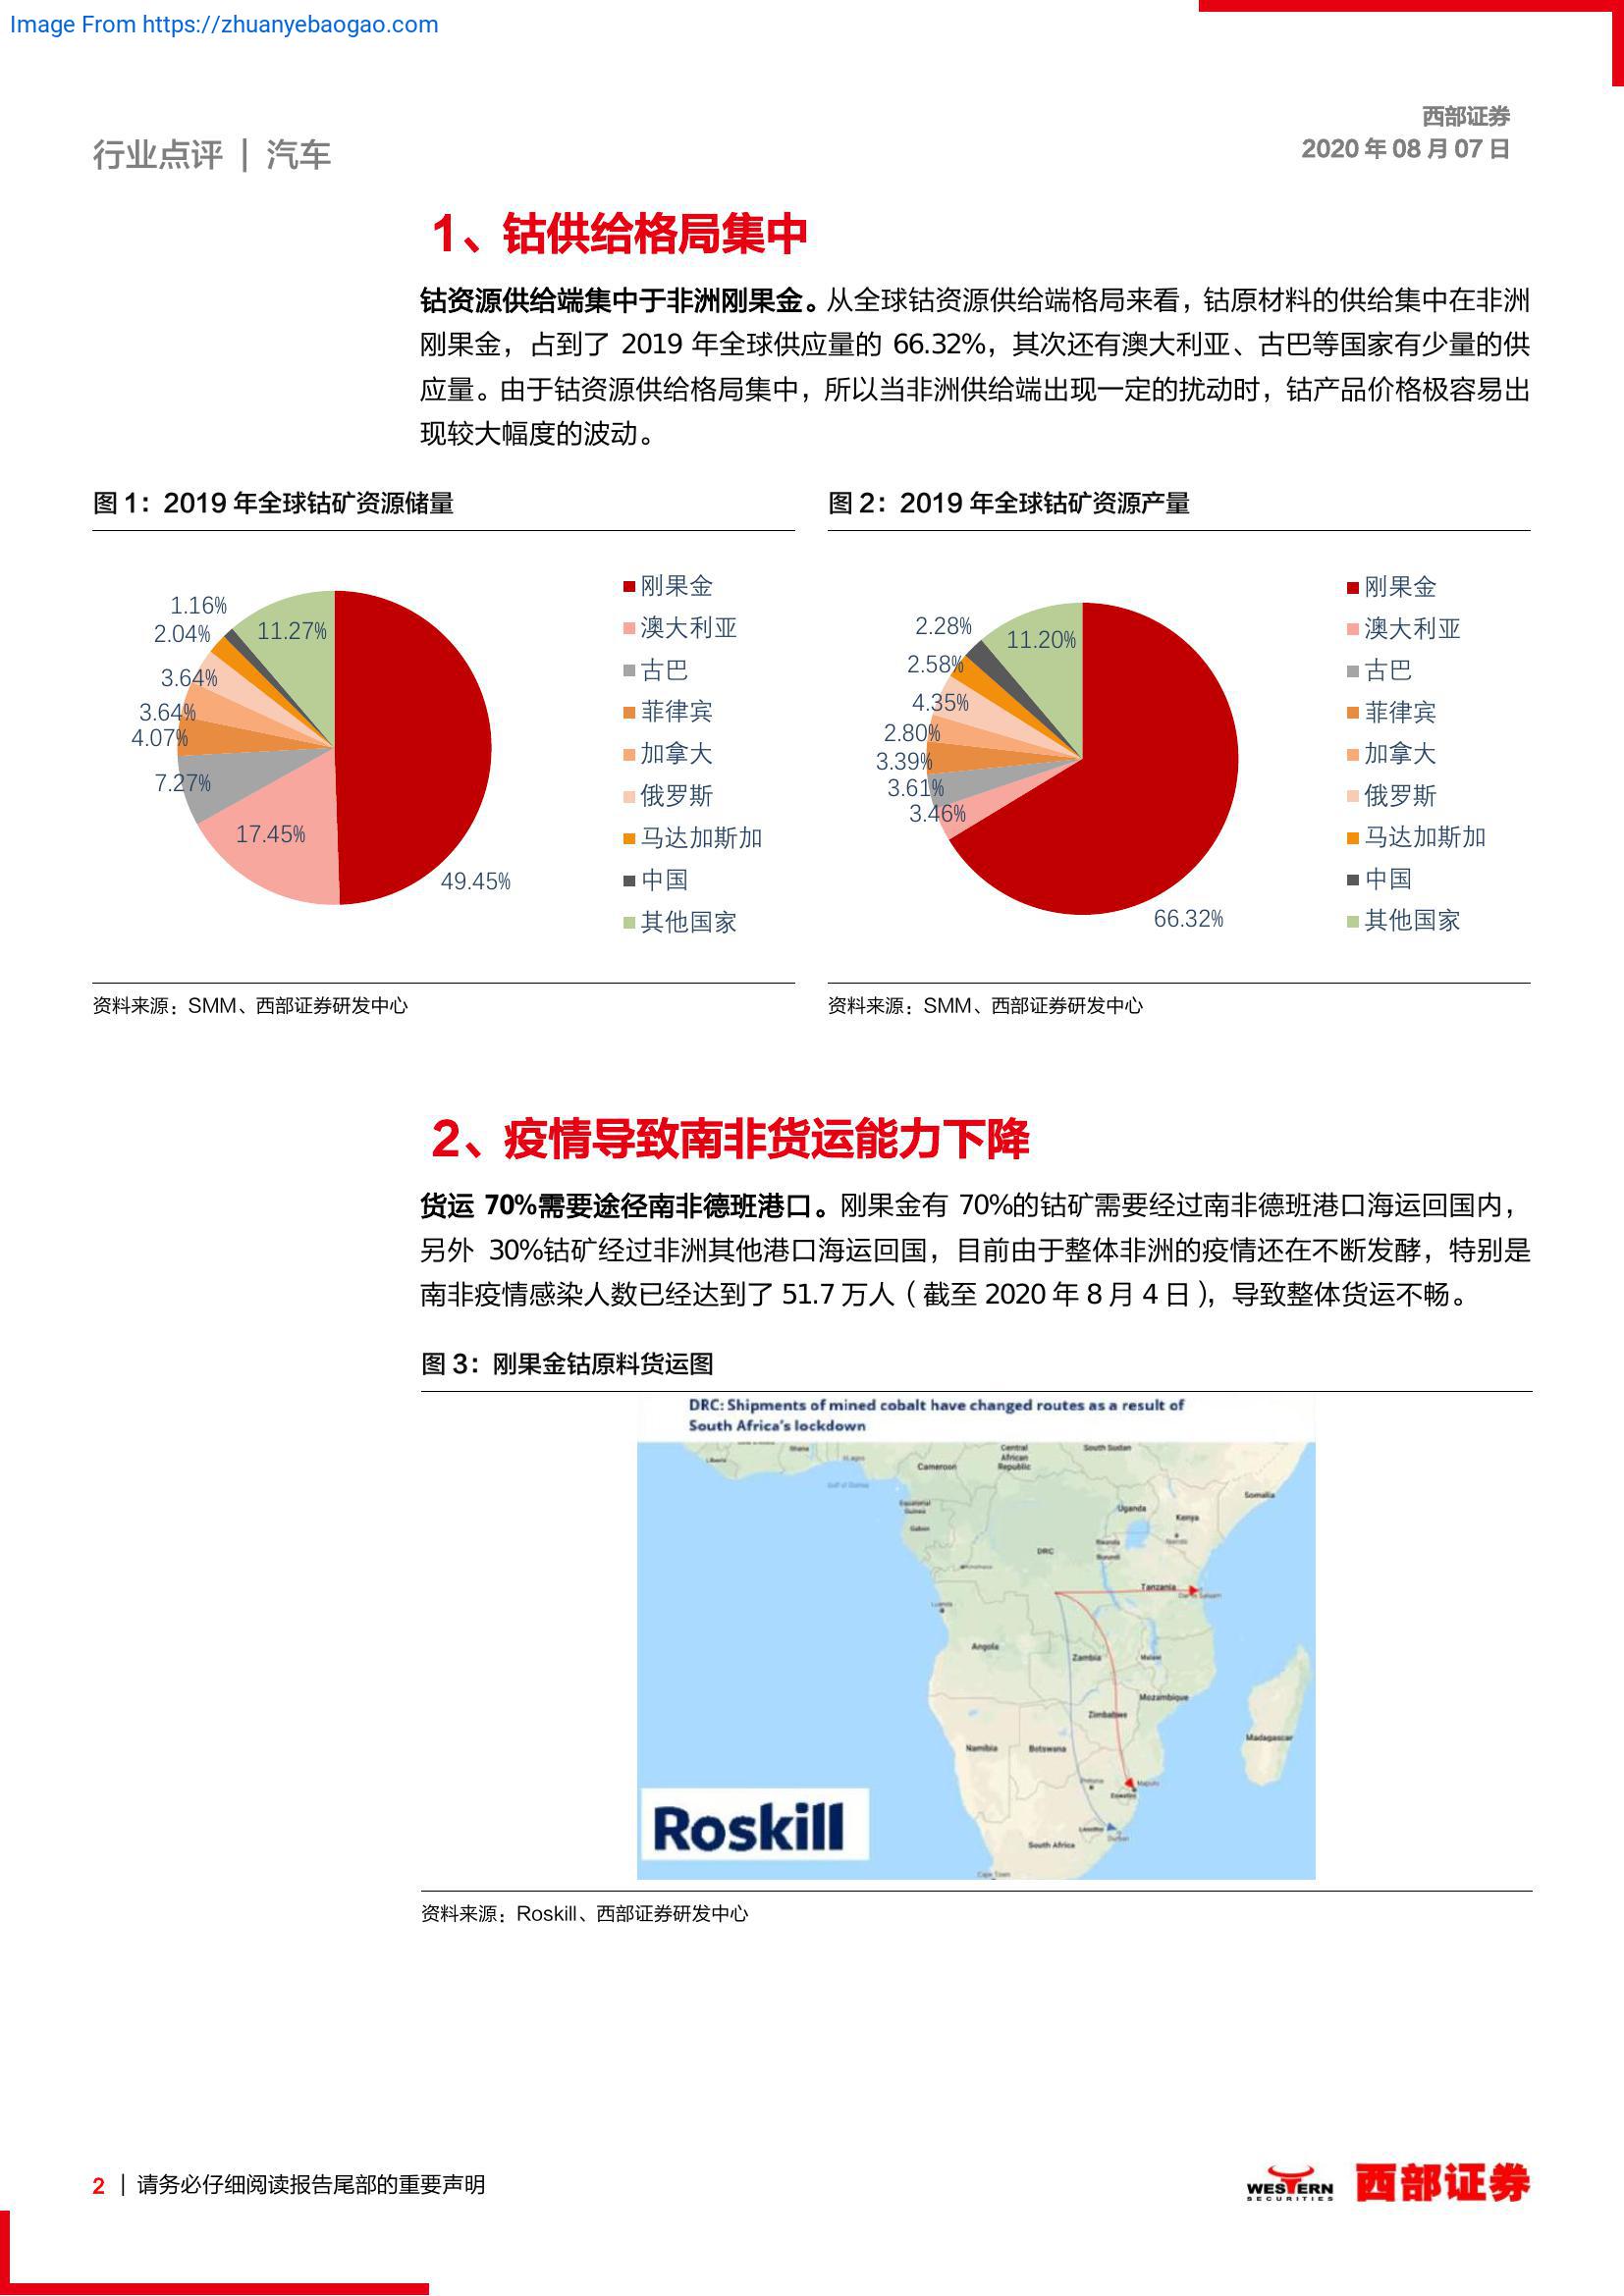 Image From https://zhuanyebaogao.com
西部证券
行业点评 | 汽车
2020 年 08 月 07 日
1、钴供给格局集中
钴资源供给端集中于非洲刚果金。从全球钴资源供给端格局来看，钴原材料的供给集中在非洲
刚果金，占到了 2019 年全球供应量的 66.32%，其次还有澳大利亚、古巴等国家有少量的供
应量。由于钴资源供给格局集中，所以当非洲供给端出现一定的扰动时，钴产品价格极容易出
现较大幅度的波动。
图 1：2019 年全球钴矿资源储量
1.16%
2.04%
11.27%
3.64%
3.64%
4.07%
7.27%
17.45%
49.45%
刚果金
澳大利亚
古巴
菲律宾
加拿大
俄罗斯
马达加斯加
中国
其他国家
资料来源：SMM、西部证券研发中心
图 2：2019 年全球钴矿资源产量
2.28%
11.20%
2.58%
4.35%
2.80%
3.39%
3.61%
3.46%
66.32%
刚果金
澳大利亚
古巴
菲律宾
加拿大
俄罗斯
马达加斯加
中国
其他国家
资料来源：SMM、西部证券研发中心
2、疫情导致南非货运能力下降
货运 70%需要途径南非德班港口。刚果金有 70%的钴矿需要经过南非德班港口海运回国内，
另外 30%钴矿经过非洲其他港口海运回国，目前由于整体非洲的疫情还在不断发酵，特别是
南非疫情感染人数已经达到了 51.7 万人（截至 2020 年 8 月 4 日），导致整体货运不畅。
图 3：刚果金钴原料货运图
DRC: Shipments of mined cobalt have changed routes as a result of
South Africa's lockdown
Central
African
Republic
South Sudan
Cameroon
Somalia
Equatorial
Guinea
Gabon
Uganda
Kenya
DRC
Rwanda
Burundi
Tanzania
Angola
Zambia
Malawi
Mozambique
Zimbabwe
Madagascar
Namibia
Botswana
Maputo
Eswatini
Lesotho
Durban
South Africa
Cape Town
Roskill
资料来源：Roskill、西部证券研发中心
2 | 请务必仔细阅读报告尾部的重要声明
WESTERN
SECURITIES
西部证券